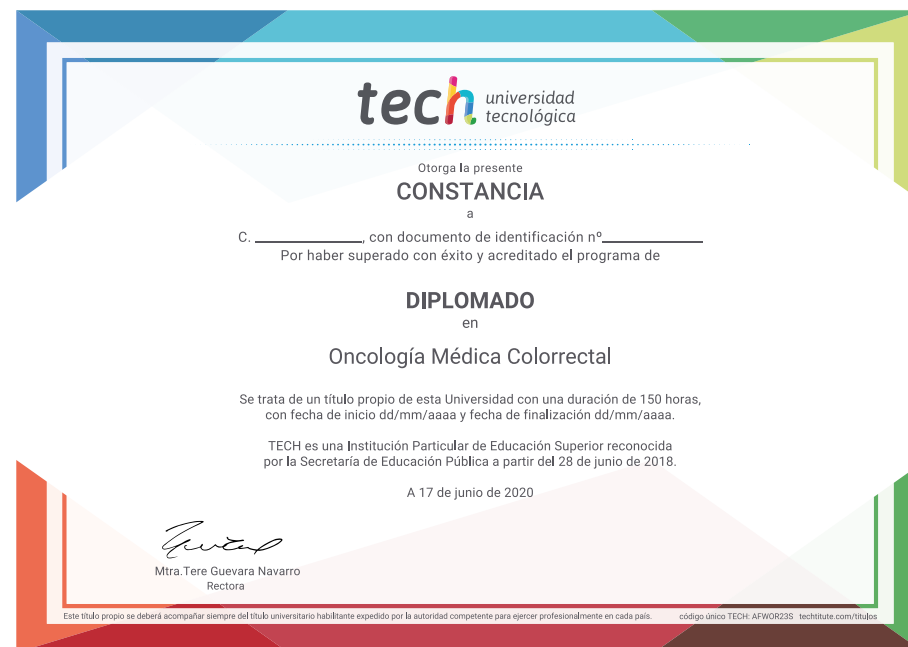 tech universidad
tecnológica
Otorga la presente
CONSTANCIA
a
C. ____________, con documento de identificación nº____________
Por haber superado con éxito y acreditado el programa de
DIPLOMADO
en
Oncología Médica Colorrectal
Se trata de un título propio de esta Universidad con una duración de 150 horas,
con fecha de inicio dd/mm/aaaa y fecha de finalización dd/mm/aaaa.
TECH es una Institución Particular de Educación Superior reconocida
por la Secretaría de Educación Pública a partir del 28 de junio de 2018.
A 17 de junio de 2020
Mtra.Tere Guevara Navarro
Rectora
Este título propio se deberá acompañar siempre del título universitario habilitante expedido por la autoridad competente para ejercer profesionalmente en cada país. código único TECH: AFWOR23S techtitute.com/títulos